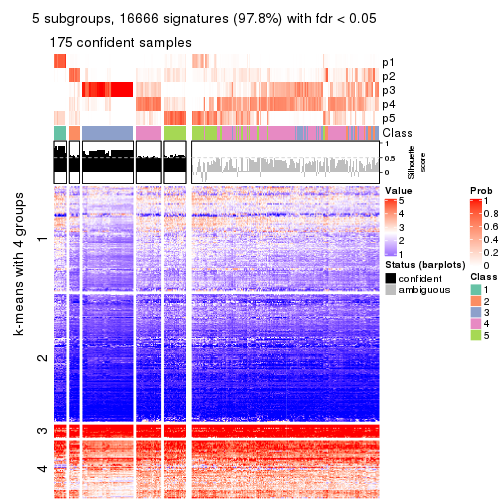 5 subgroups, 16666 signatures (97.8%) with fdr < 0.05
175 confident samples
p1
p2
p3
p4
p5
Class
1
0.5
0
Silhouette
score
k-means with 4 groups
1
2
3
4
Value
5
4
3
2
1
Status (barplots)
confident
ambiguous
Prob
1
0.8
0.6
0.4
0.2
0
Class
1
2
3
4
5